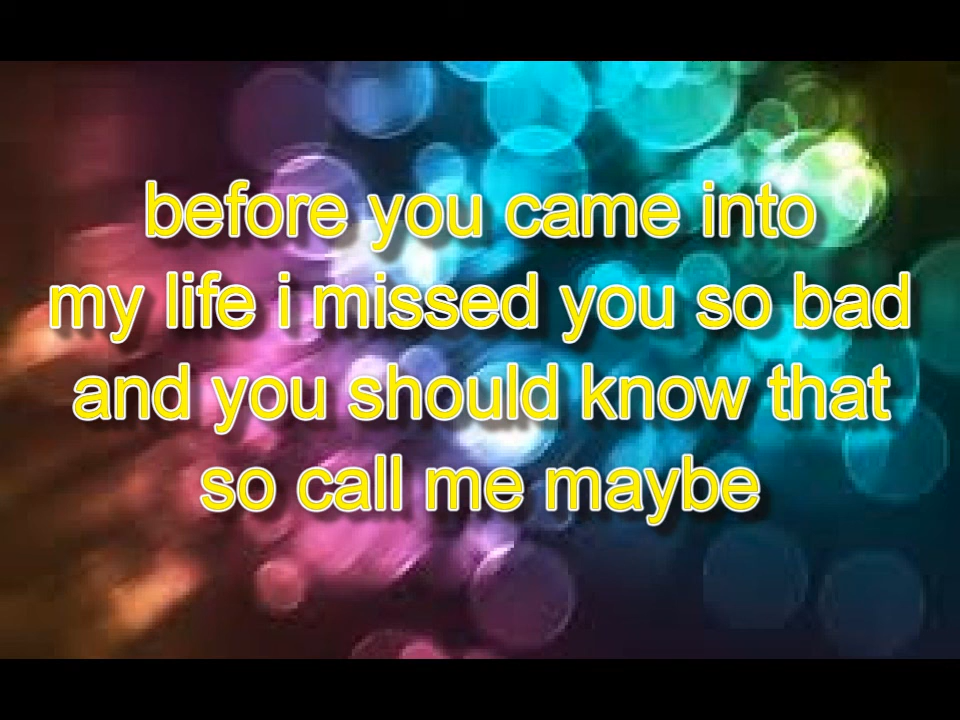 before you came into
my life i missed you so bad
and you should know that
so call me maybe